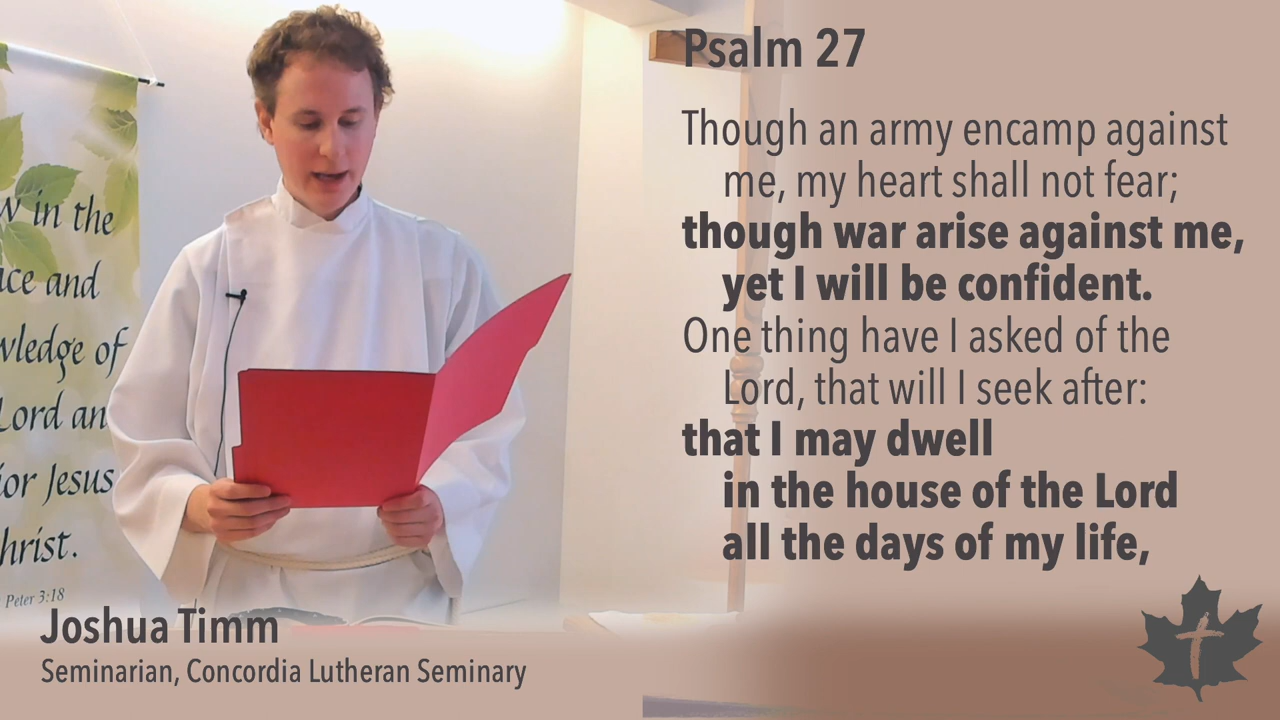 w in the
ace and
wledge of
Lord an
ior Jesus
hrist.
Peter 3:18
Joshua Timm
Seminarian, Concordia Lutheran Seminary
Psalm 27
Though an army encamp against
me, my heart shall not fear;
though war arise against me,
yet I will be confident.
One thing have I asked of the
Lord, that will I seek after:
that I may dwell
in the house of the Lord
all the days of my life,